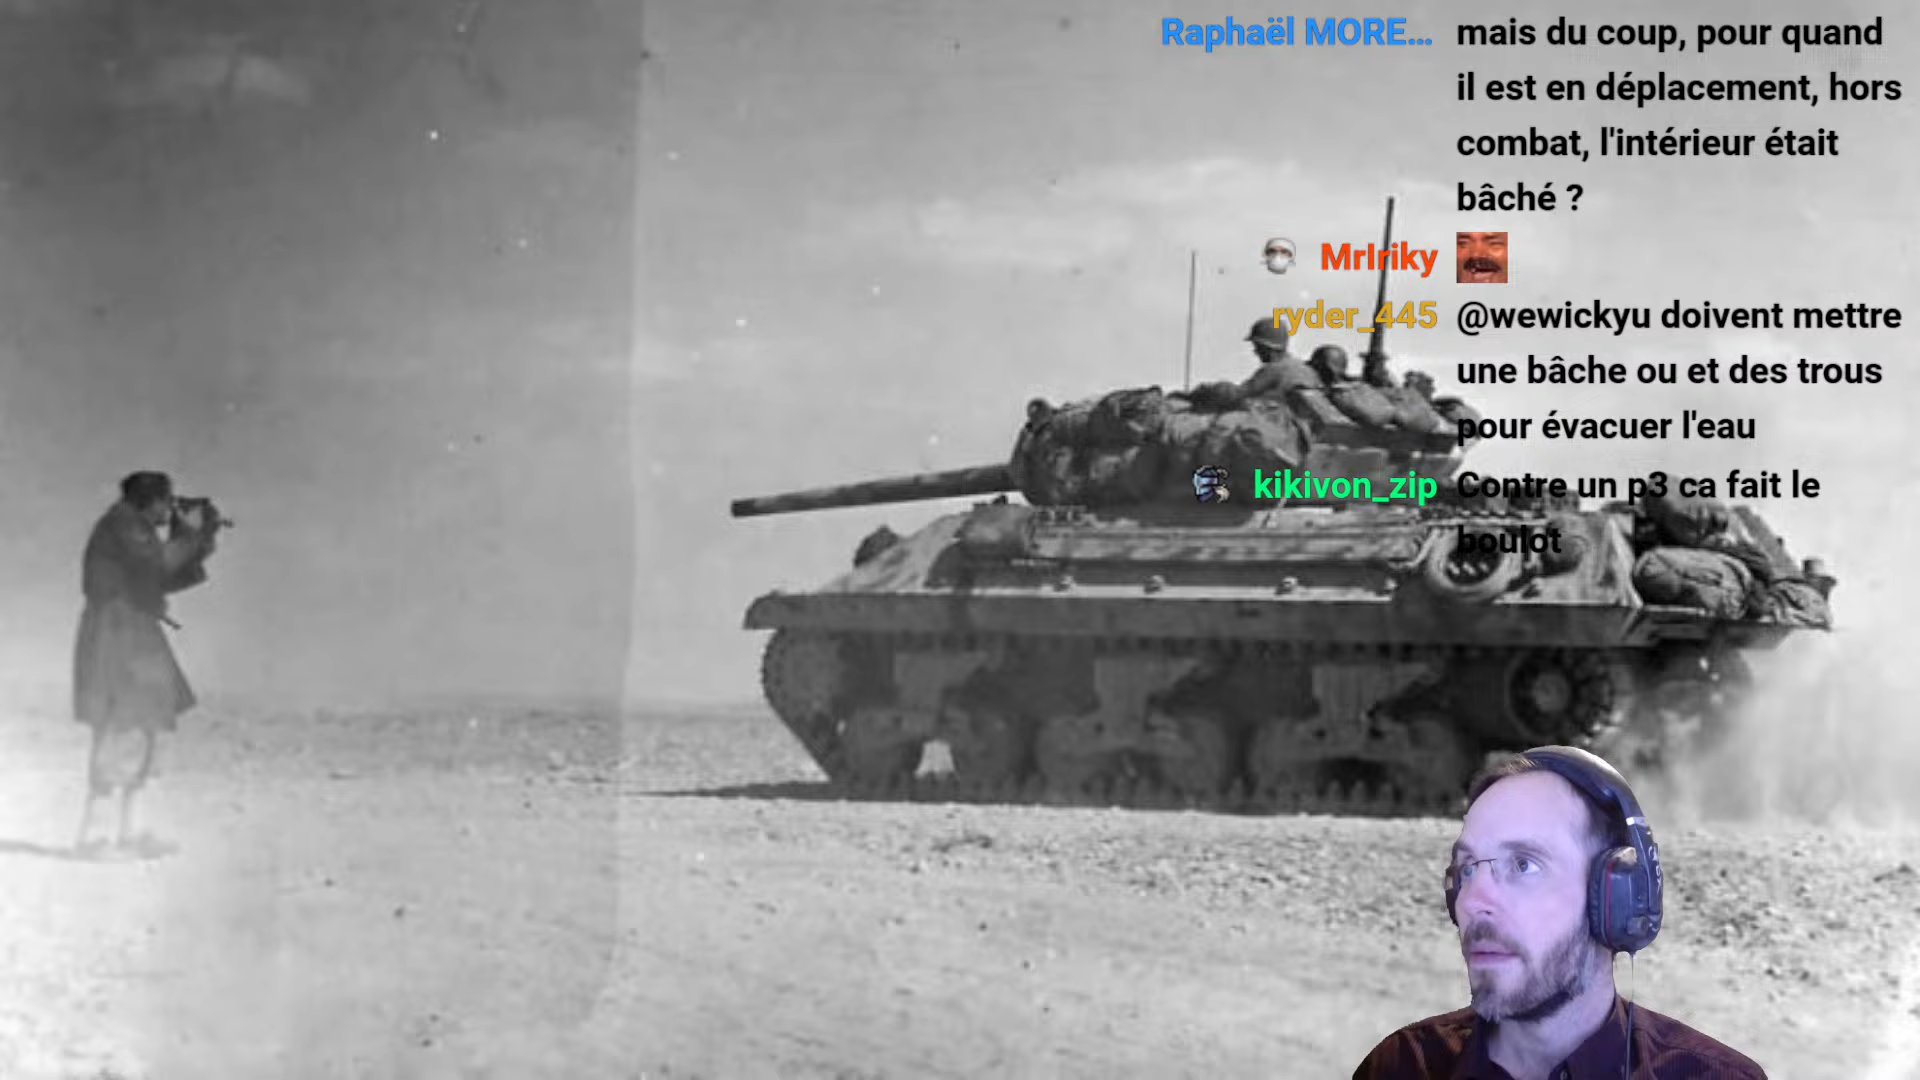 Raphaël MORE... mais du coup, pour quand
il est en déplacement, hors
combat, l'intérieur était
bâché ?
MrIriky
ryder_445 @wewickyu doivent mettre
une bâche ou et des trous
pour évacuer l'eau
kikivon_zip Contre un p3 ca fait le
boulot